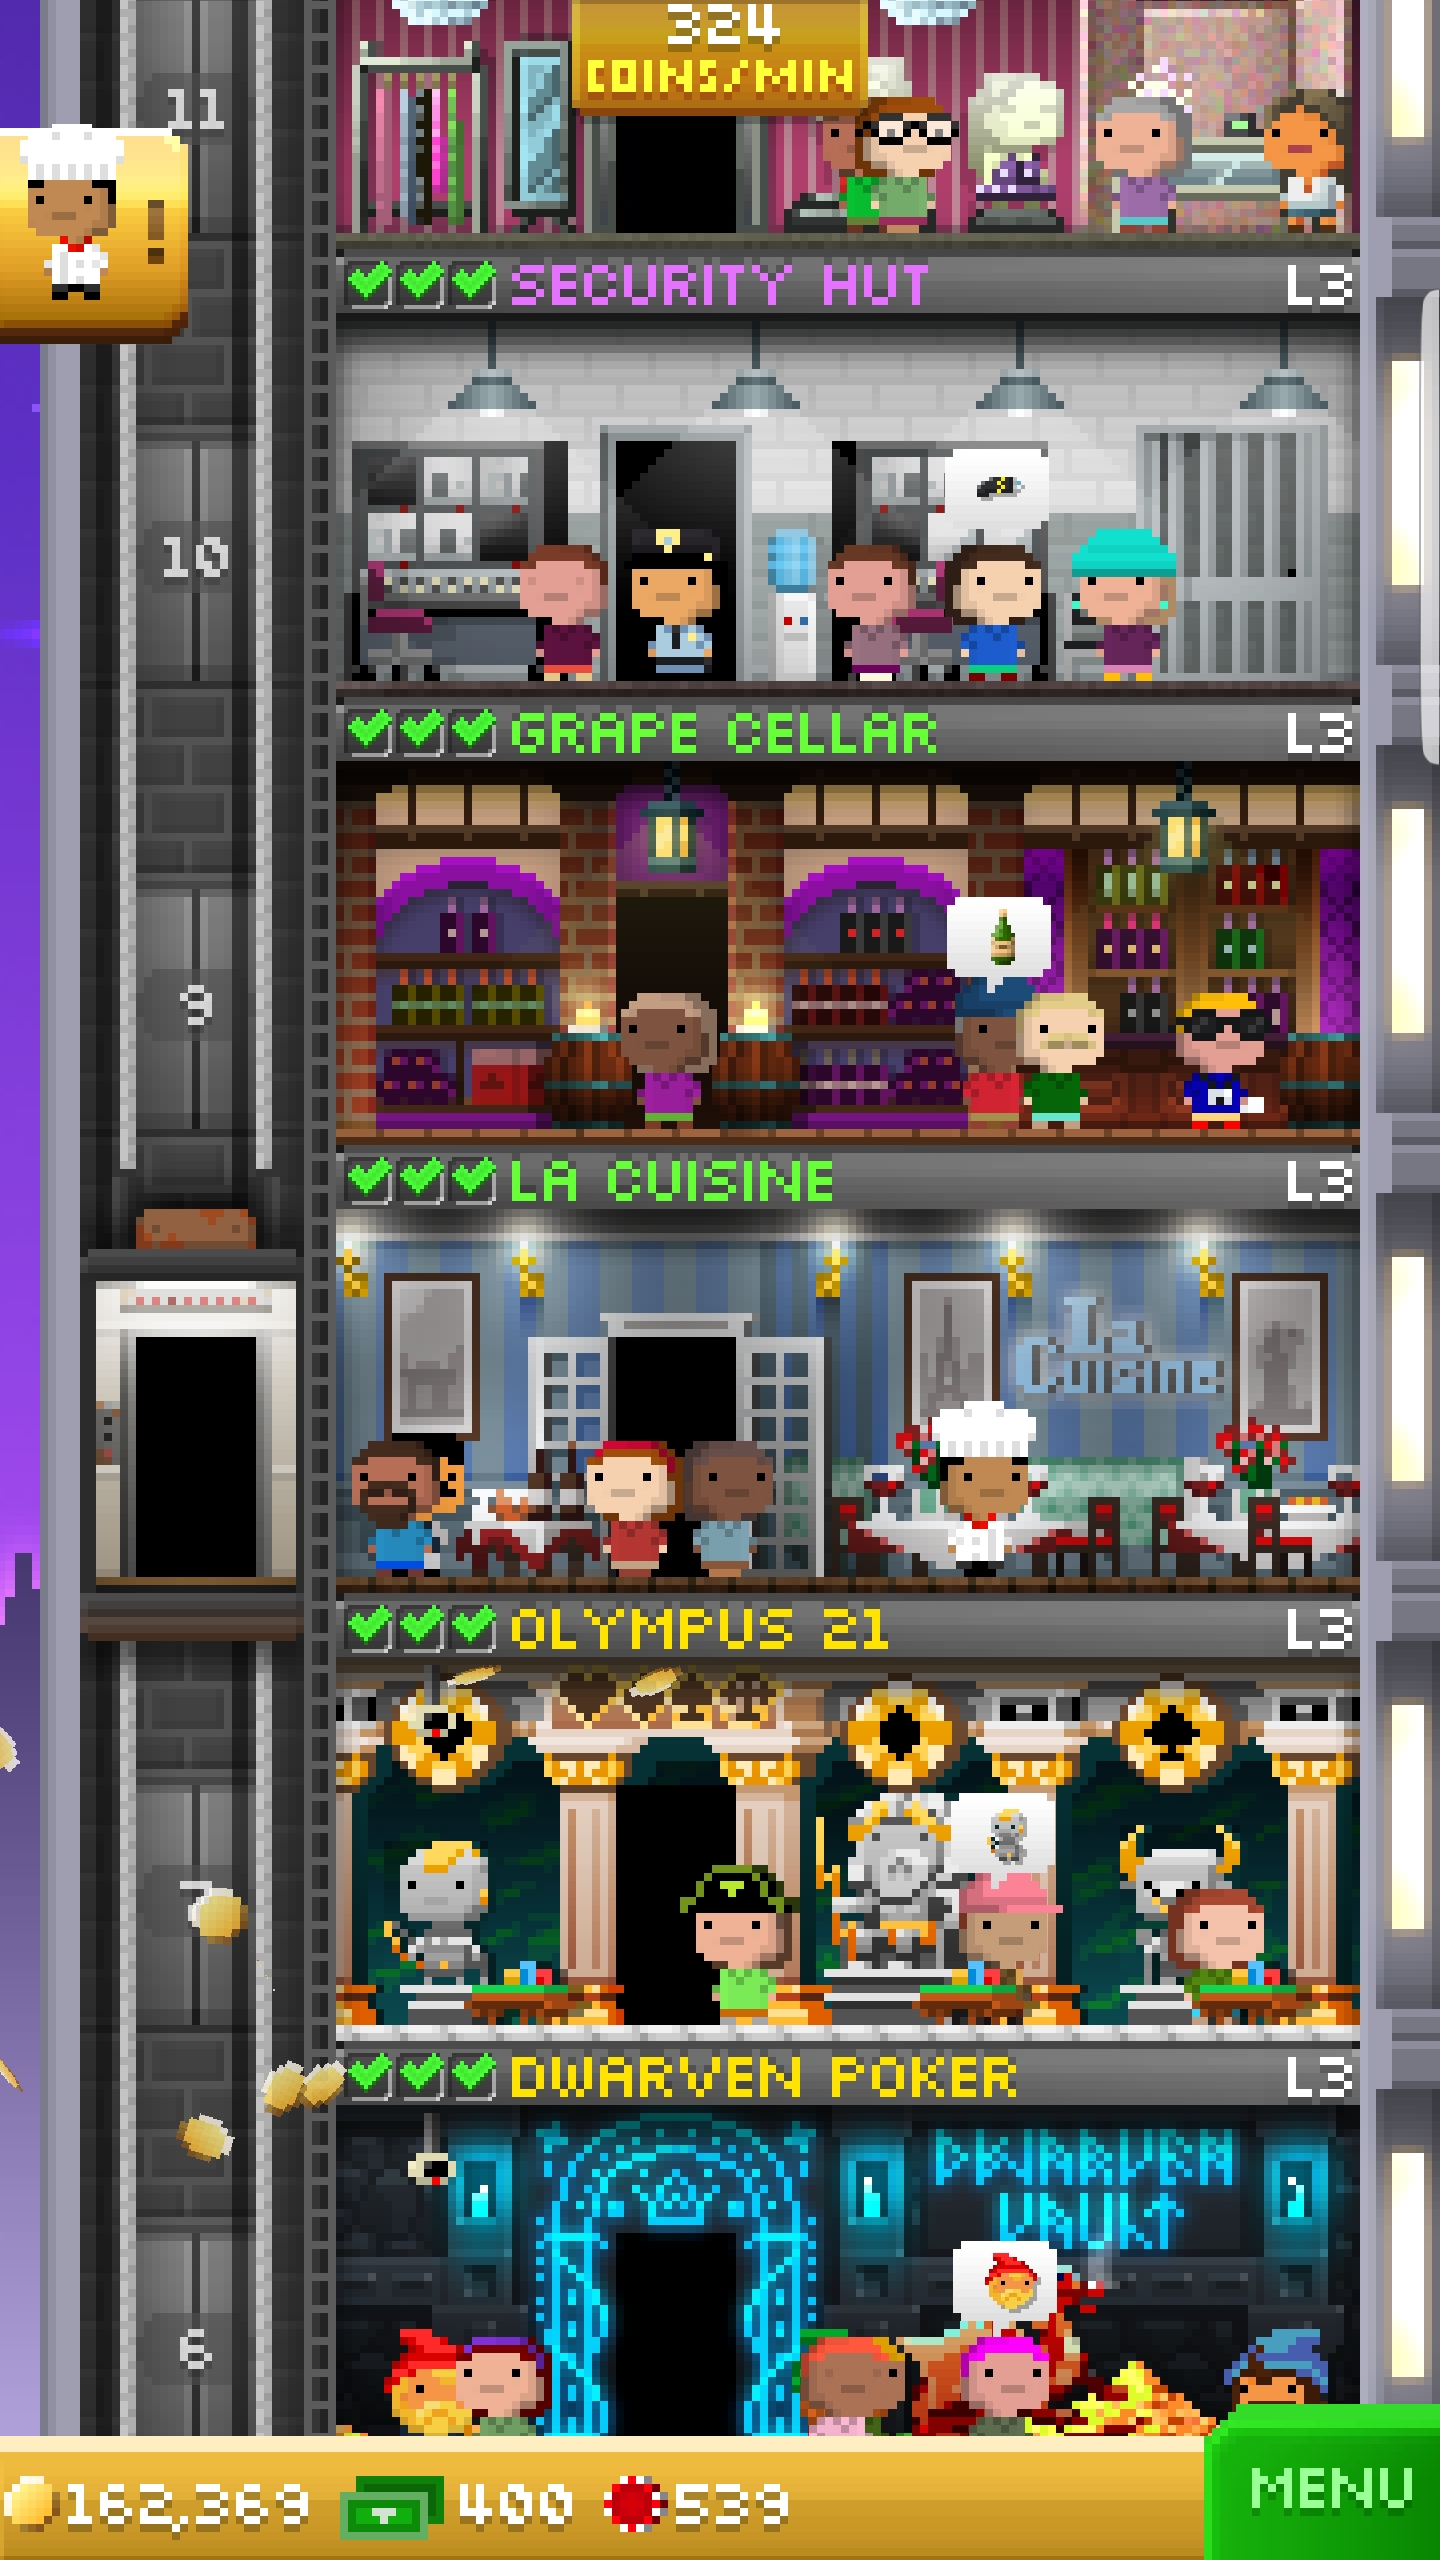 324
COINS/MIN
11
SECURITY HUT L3
10
GRAPE CELLAR L3
9
LA CUISINE L3
La
Cuisine
OLYMPUS 21 L3
7
DWARVEN POKER L3
DWARVEN
VAULT
6
162,369 400 539
MENU